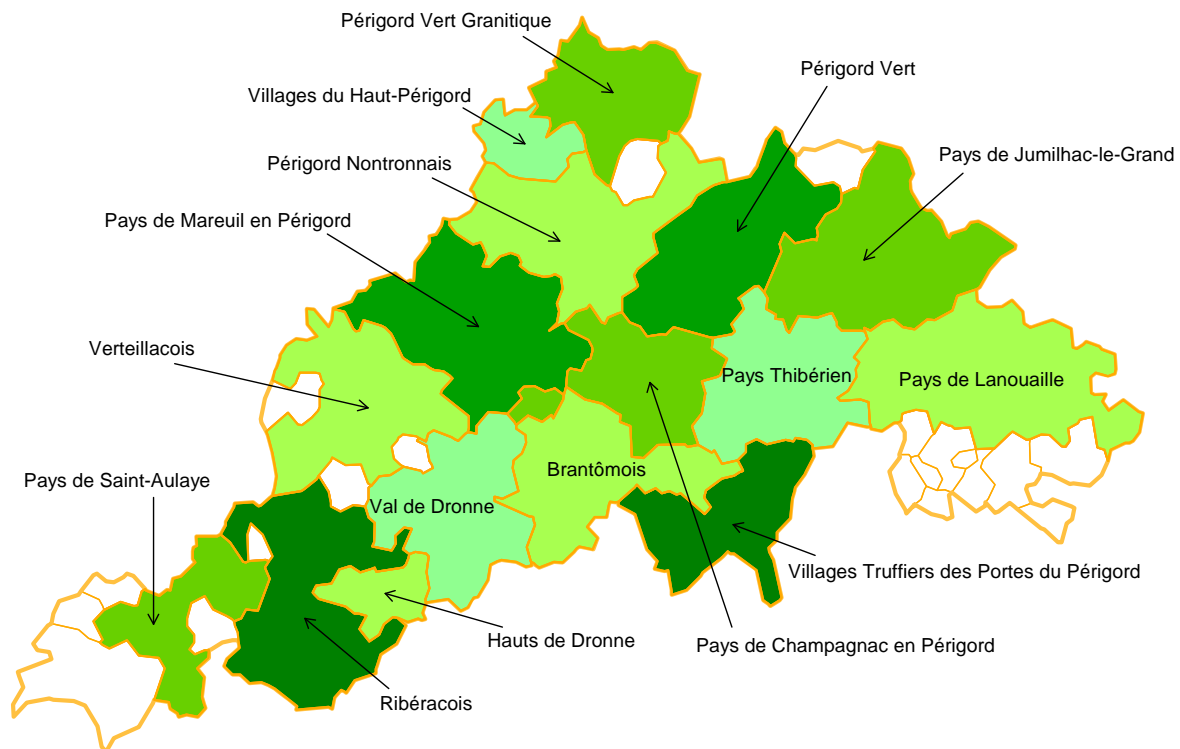 Périgord Vert Granitique
Périgord Vert
Villages du Haut-Périgord
Pays de Jumilhac-le-Grand
Périgord Nontronnais
Pays de Mareuil en Périgord
Verteillacois
Pays Thibérien
Pays de Lanouaille
Brantômois
Pays de Saint-Aulaye
Val de Dronne
Villages Truffiers des Portes du Périgord
Hauts de Dronne
Pays de Champagnac en Périgord
Ribéracois